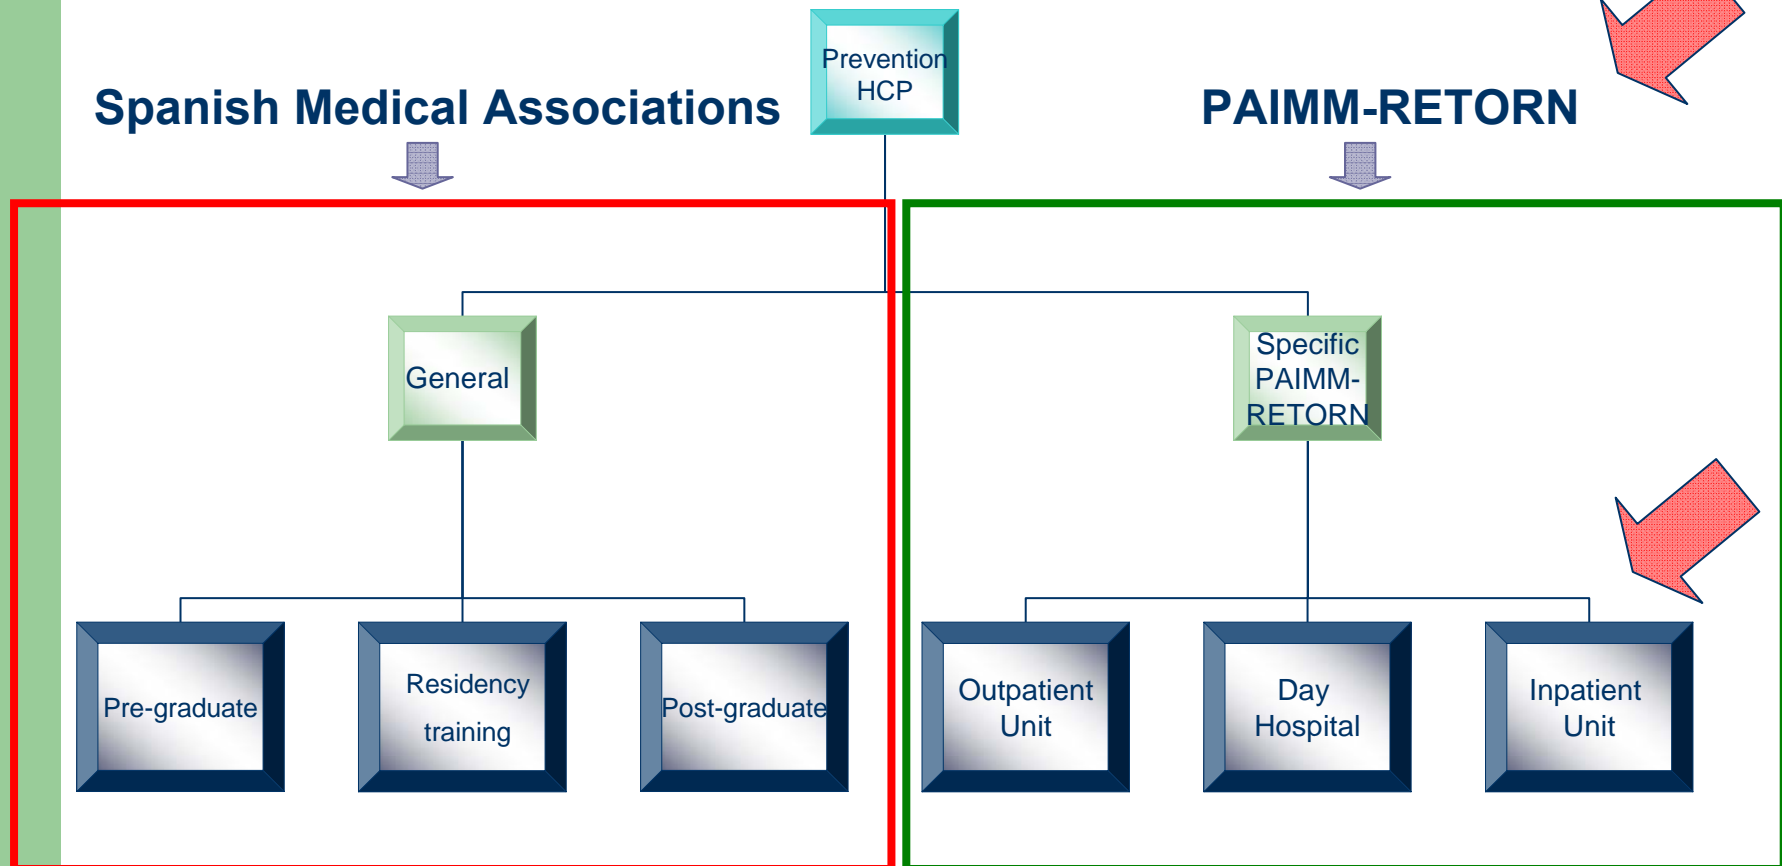 Prevention
HCP
Spanish Medical Associations
PAIMM-RETORN
General
Specific
PAIMM-
RETORN
Pre-graduate
Residency
training
Post-graduate
Outpatient
Unit
Day
Hospital
Inpatient
Unit